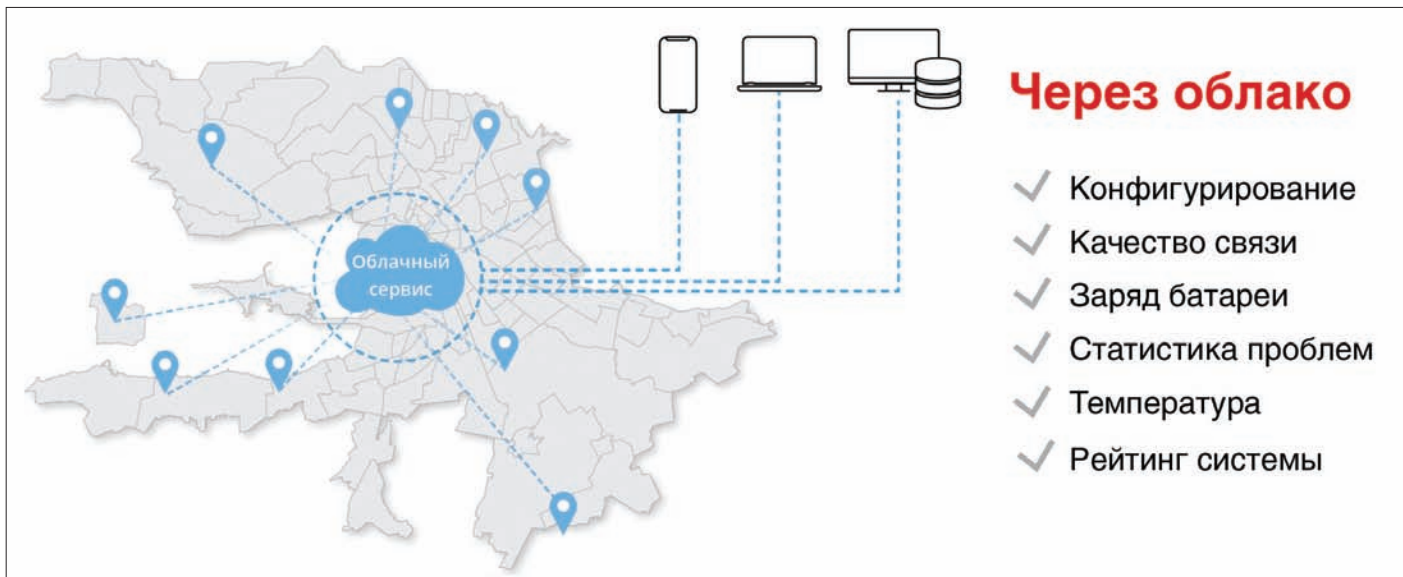 Через облако
Облачный
сервис
Конфигурирование
Качество связи
Заряд батареи
Статистика проблем
Температура
Рейтинг системы